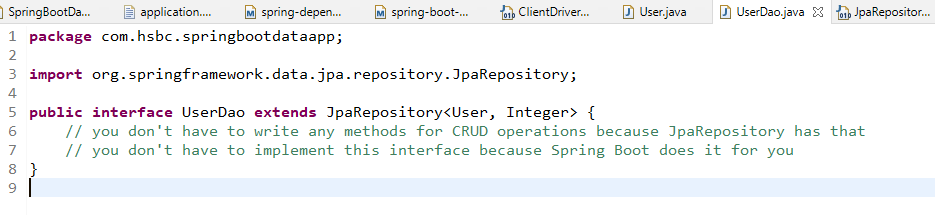 SpringBootDa... application.... spring-depen... spring-boot-... ClientDriver... User.java UserDao.java JpaRepositor...
1 package com.hsbc.springbootdataapp;
2
3 import org.springframework.data.jpa.repository.JpaRepository;
4
5 public interface UserDao extends JpaRepository<User, Integer> {
6 // you don't have to write any methods for CRUD operations because JpaRepository has that
7 // you don't have to implement this interface because Spring Boot does it for you
8 }
9